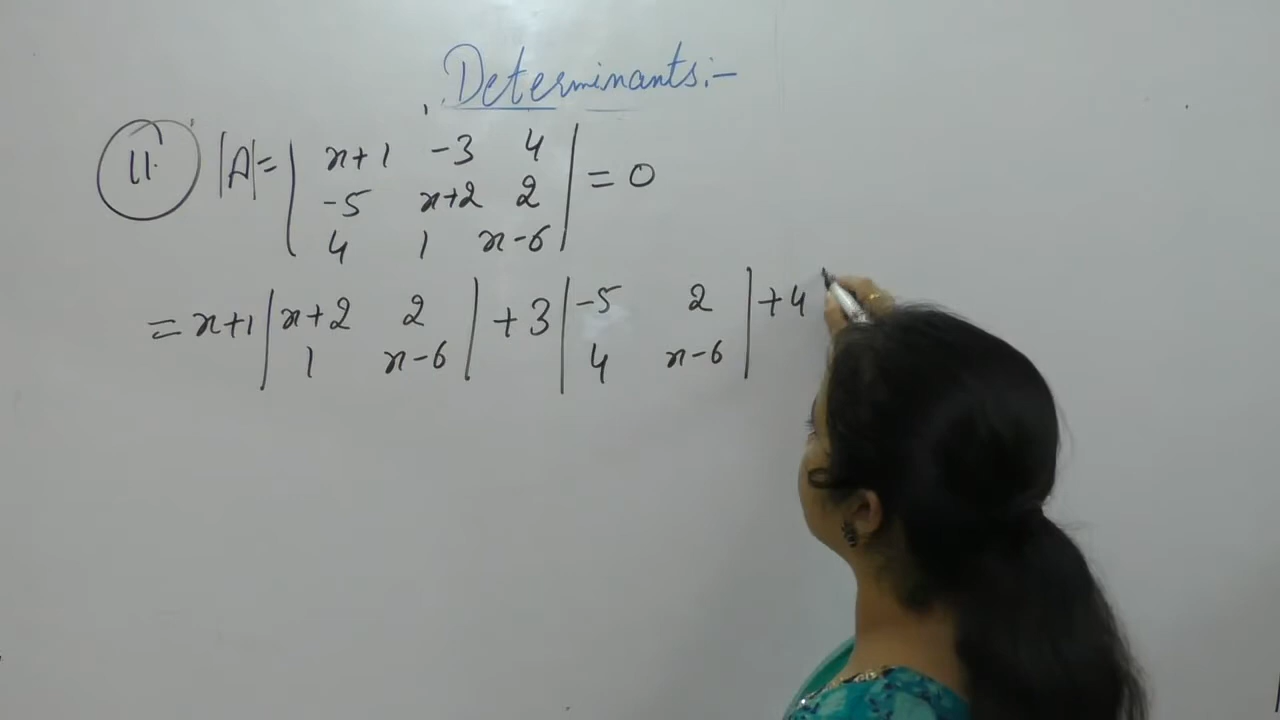 Determinants:-
11. |A| = | x+1 -3 4 | = 0
| -5 x+2 2 |
| 4 1 x-6 |
= x+1 | x+2 2 | + 3 | -5 2 | + 4
| 1 x-6 | | 4 x-6 |